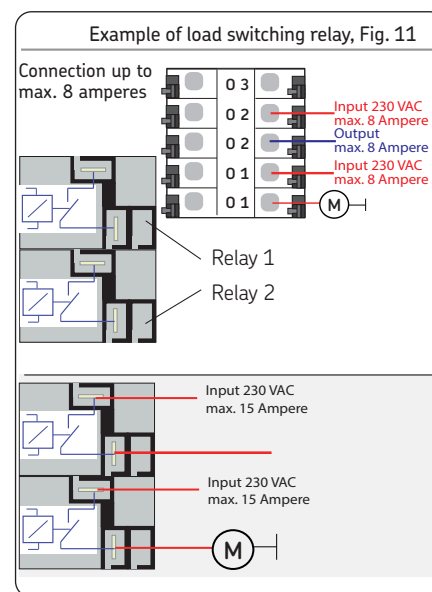 Example of load switching relay, Fig. 11
Connection up to
max. 8 amperes
0 3
0 2
Input 230 VAC
max. 8 Ampere
0 2
Output
max. 8 Ampere
0 1
Input 230 VAC
max. 8 Ampere
0 1
M
Relay 1
Relay 2
Input 230 VAC
max. 15 Ampere
Input 230 VAC
max. 15 Ampere
M